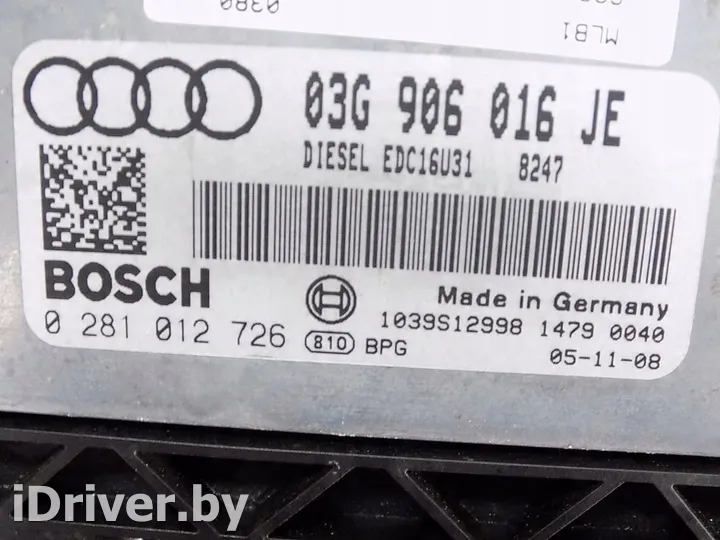 0380
MLB1
03G 906 016 JE
DIESEL EDC16U31 8247
BOSCH
Made in Germany
0 281 012 726
1039S12998 1479 0040
810 BPG
05-11-08
iDriver.by